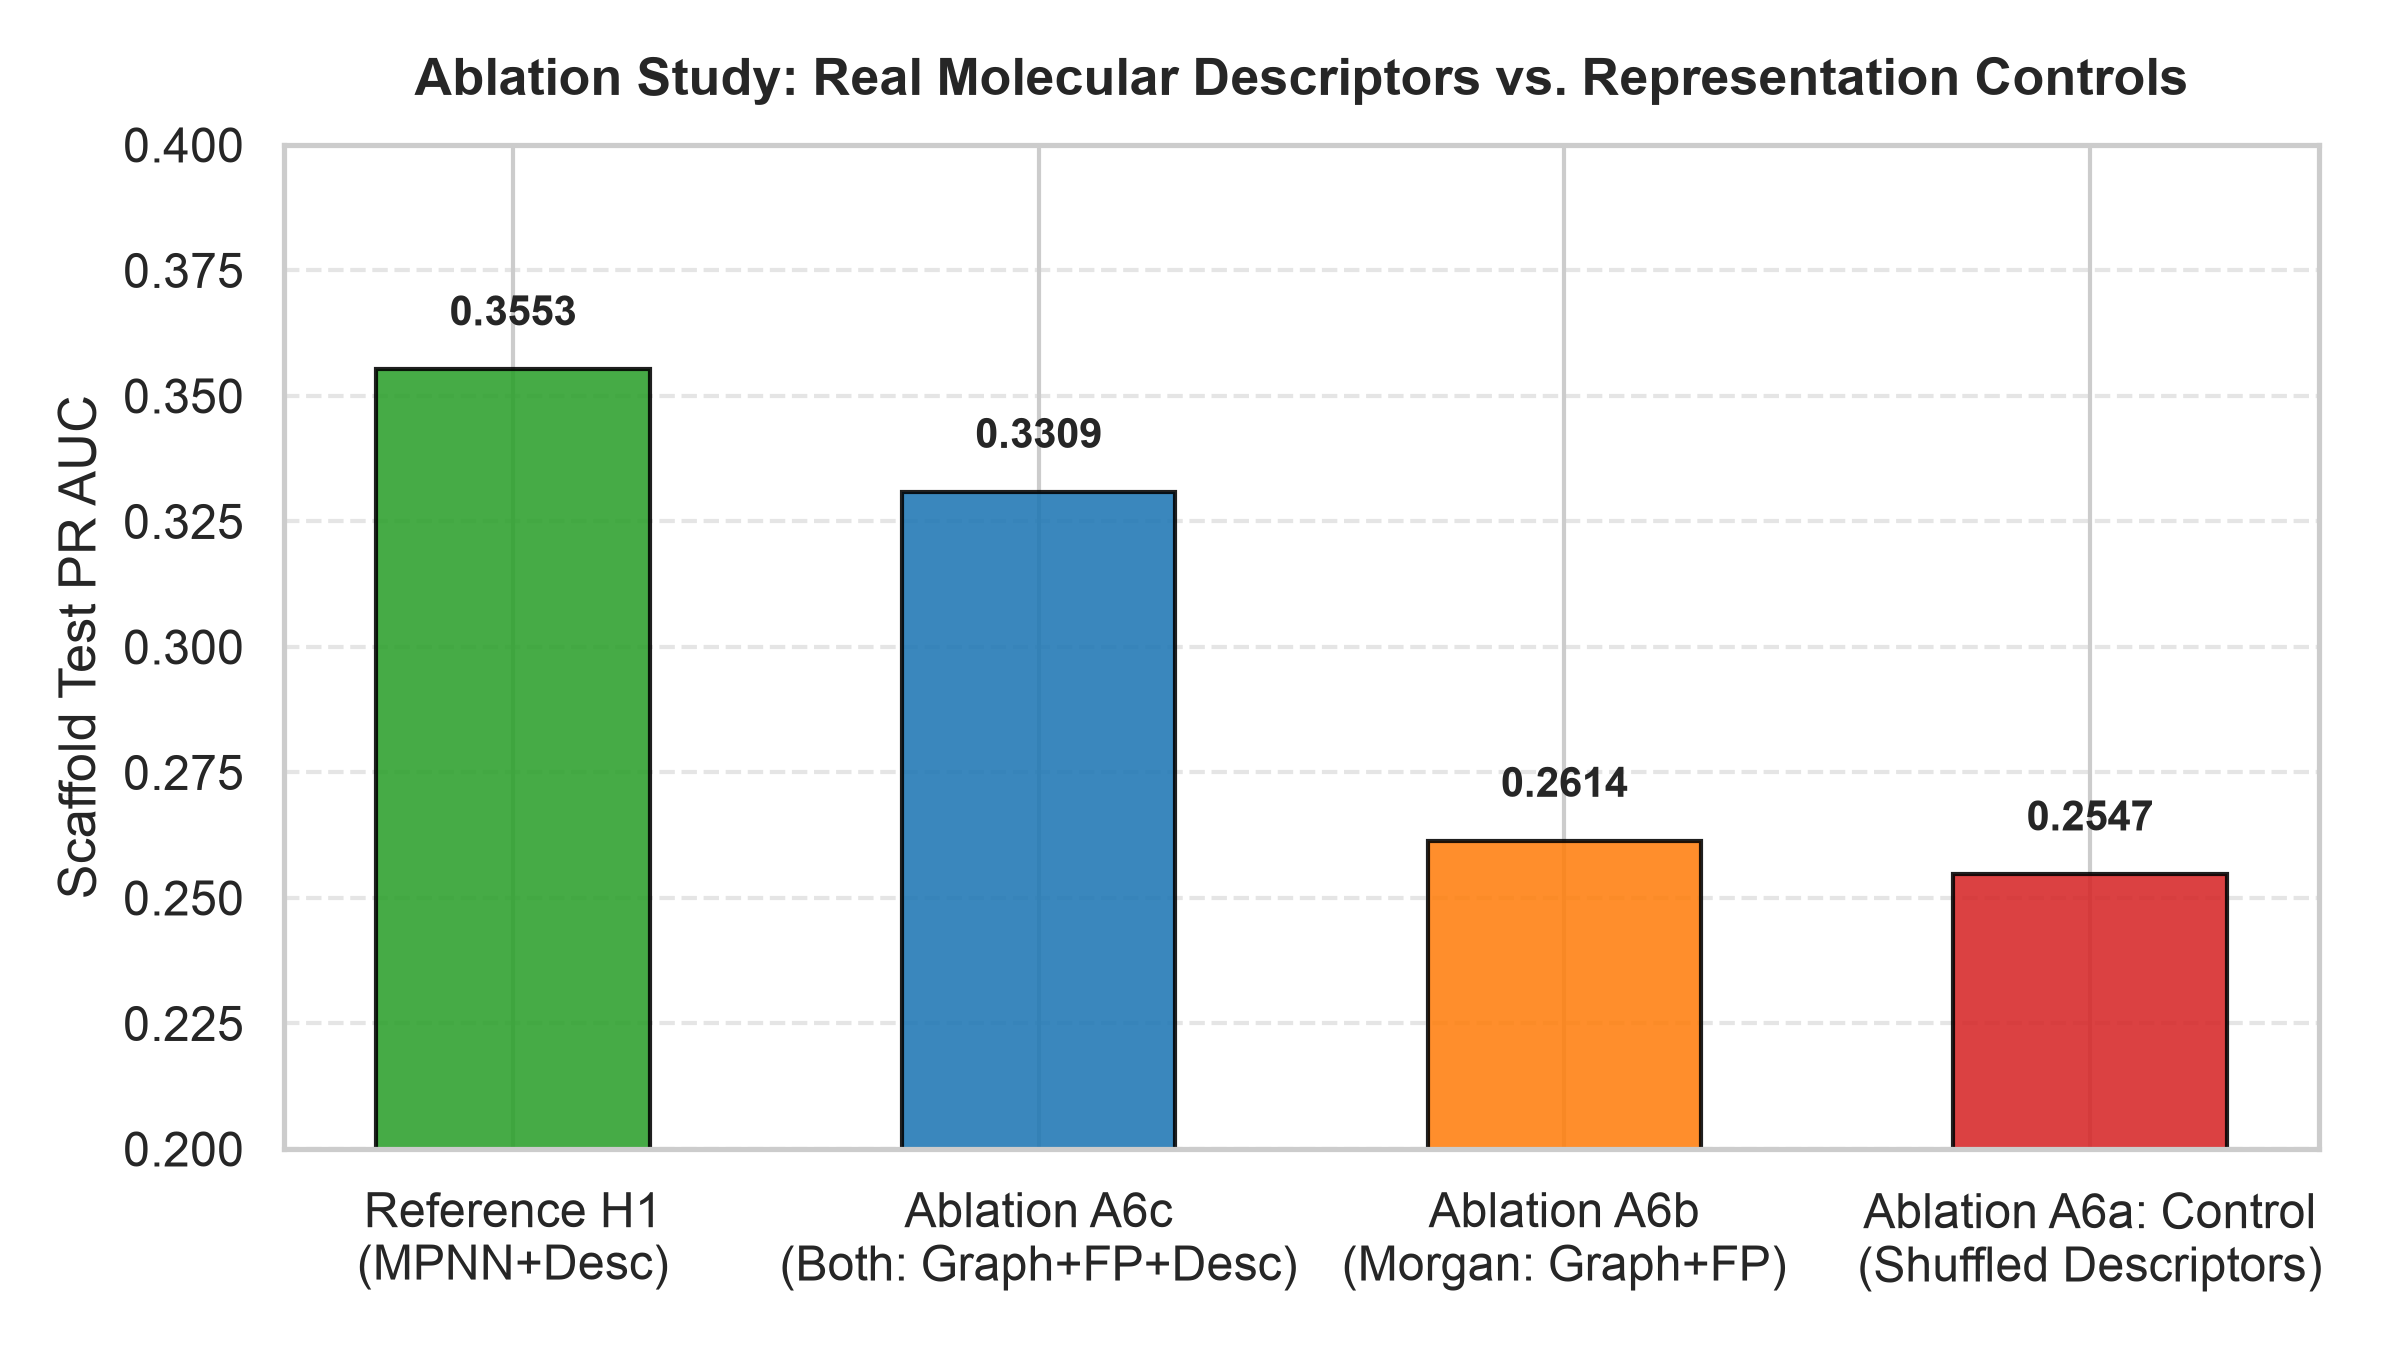 Ablation Study: Real Molecular Descriptors vs. Representation Controls
Scaffold Test PR AUC
0.400
0.375
0.350
0.325
0.300
0.275
0.250
0.225
0.200
0.3553
0.3309
0.2614
0.2547
Reference H1
(MPNN+Desc)
Ablation A6c
(Both: Graph+FP+Desc)
Ablation A6b
(Morgan: Graph+FP)
Ablation A6a: Control
(Shuffled Descriptors)